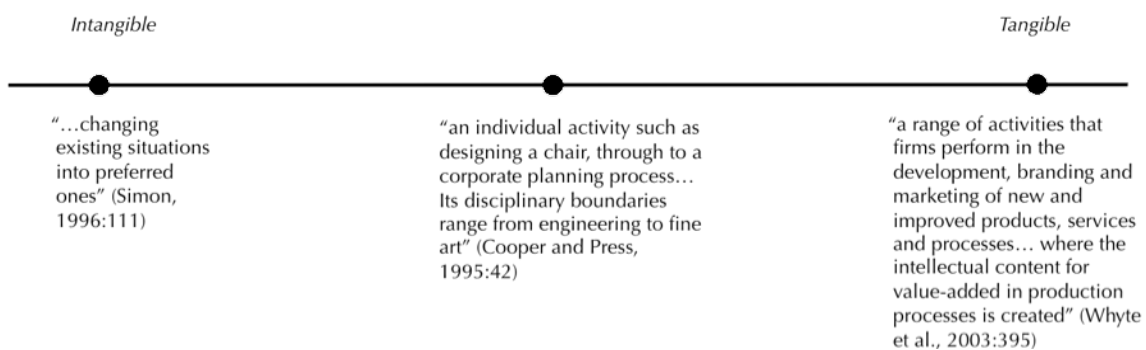 Intangible
Tangible
“…changing
existing situations
into preferred
ones” (Simon,
1996:111)
“an individual activity such as
designing a chair, through to a
corporate planning process…
Its disciplinary boundaries
range from engineering to fine
art” (Cooper and Press,
1995:42)
“a range of activities that
firms perform in the
development, branding and
marketing of new and
improved products, services
and processes… where the
intellectual content for
value-added in production
processes is created” (Whyte
et al., 2003:395)